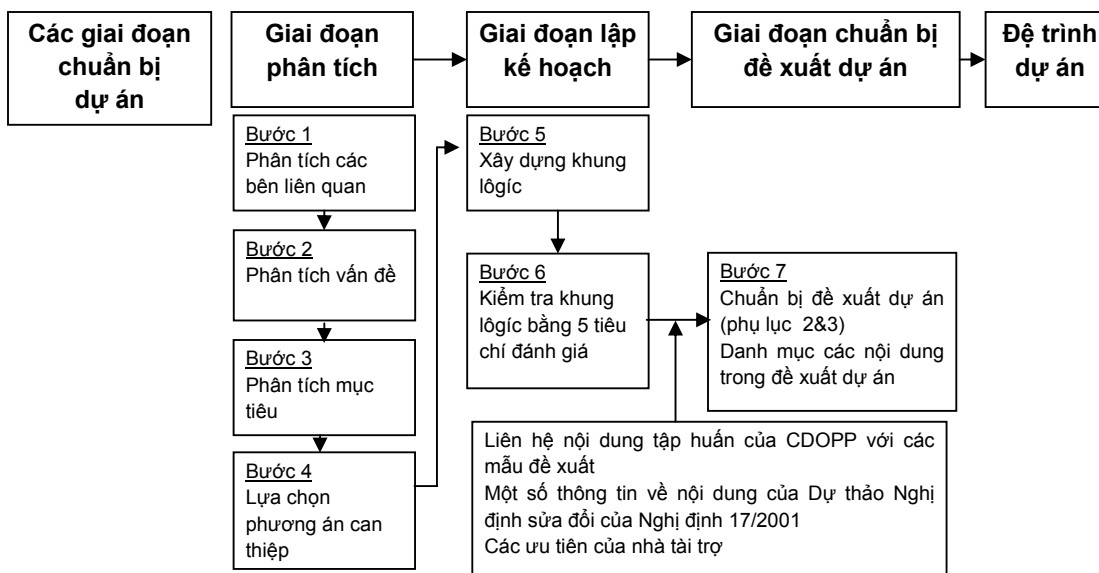 Các giai đoạn
chuẩn bị
dự án
Giai đoạn
phân tích
Giai đoạn lập
kế hoạch
Giai đoạn chuẩn bị
đề xuất dự án
Đệ trình
dự án
Bước 1
Phân tích các
bên liên quan
Bước 2
Phân tích vấn đề
Bước 3
Phân tích mục
tiêu
Bước 4
Lựa chọn
phương án can
thiệp
Bước 5
Xây dựng khung
lôgíc
Bước 6
Kiểm tra khung
lôgíc bằng 5 tiêu
chí đánh giá
Bước 7
Chuẩn bị đề xuất dự án
(phụ lục 2&3)
Danh mục các nội dung
trong đề xuất dự án
Liên hệ nội dung tập huấn của CDOPP với các
mẫu đề xuất
Một số thông tin về nội dung của Dự thảo Nghị
định sửa đổi của Nghị định 17/2001
Các ưu tiên của nhà tài trợ